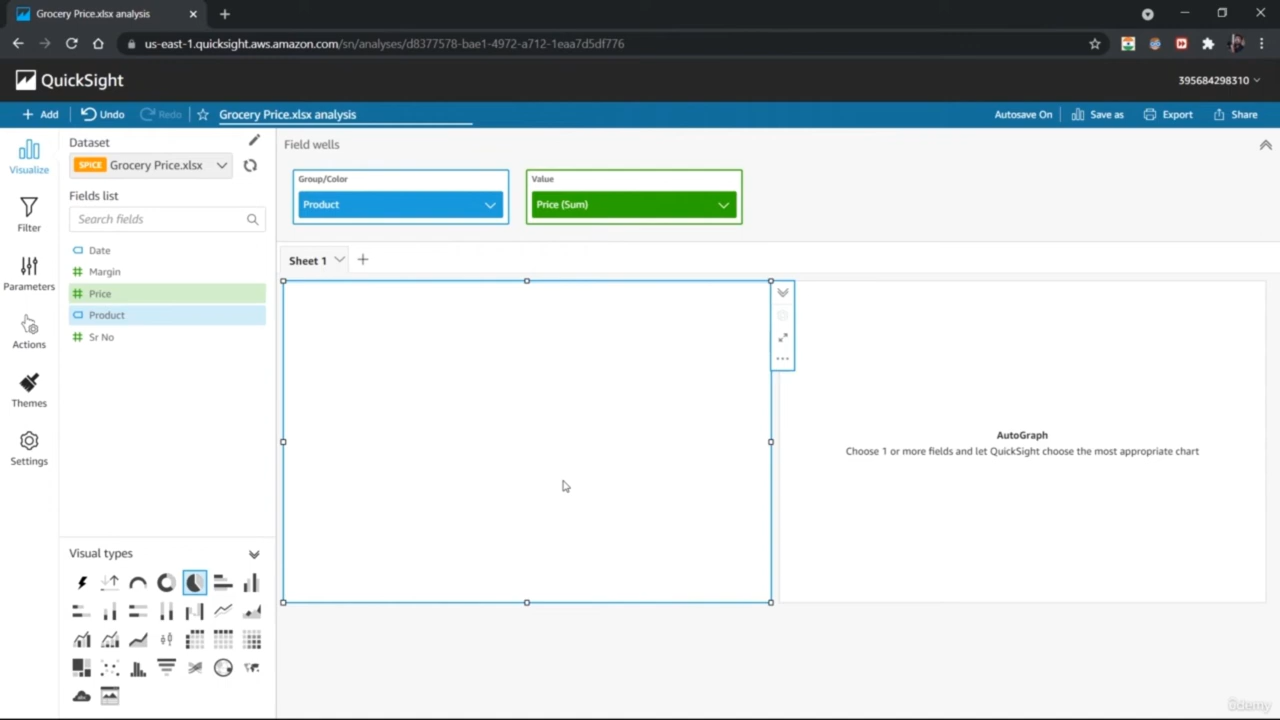 Grocery Price.xlsx analysis
us-east-1.quicksight.aws.amazon.com/sn/analyses/d8377578-bae1-4972-a712-1eaa7d5df776
QuickSight
395684298310
Add
Undo
Redo
Grocery Price.xlsx analysis
Autosave On
Save as
Export
Share
Visualize
Filter
Parameters
Actions
Themes
Settings
Dataset
SPICE Grocery Price.xlsx
Fields list
Search fields
Date
Margin
Price
Product
Sr No
Visual types
Field wells
Group/Color
Product
Value
Price (Sum)
Sheet 1
AutoGraph
Choose 1 or more fields and let QuickSight choose the most appropriate chart
ûdemy